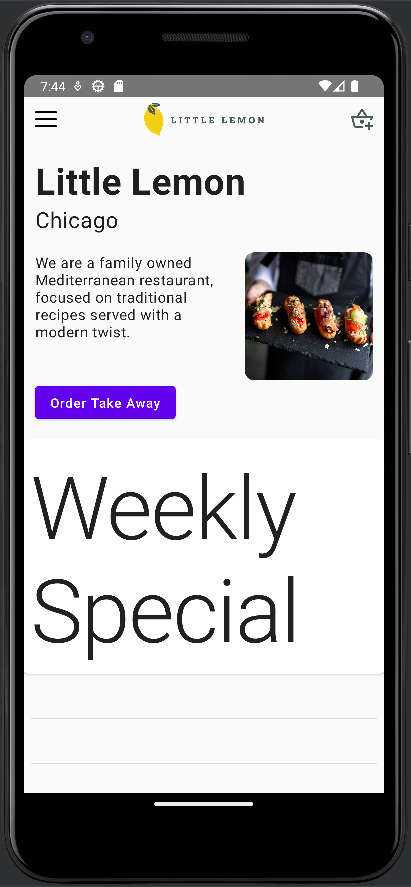 7:44
LITTLE LEMON
Little Lemon
Chicago
We are a family owned
Mediterranean restaurant,
focused on traditional
recipes served with a
modern twist.
Order Take Away
Weekly
Special